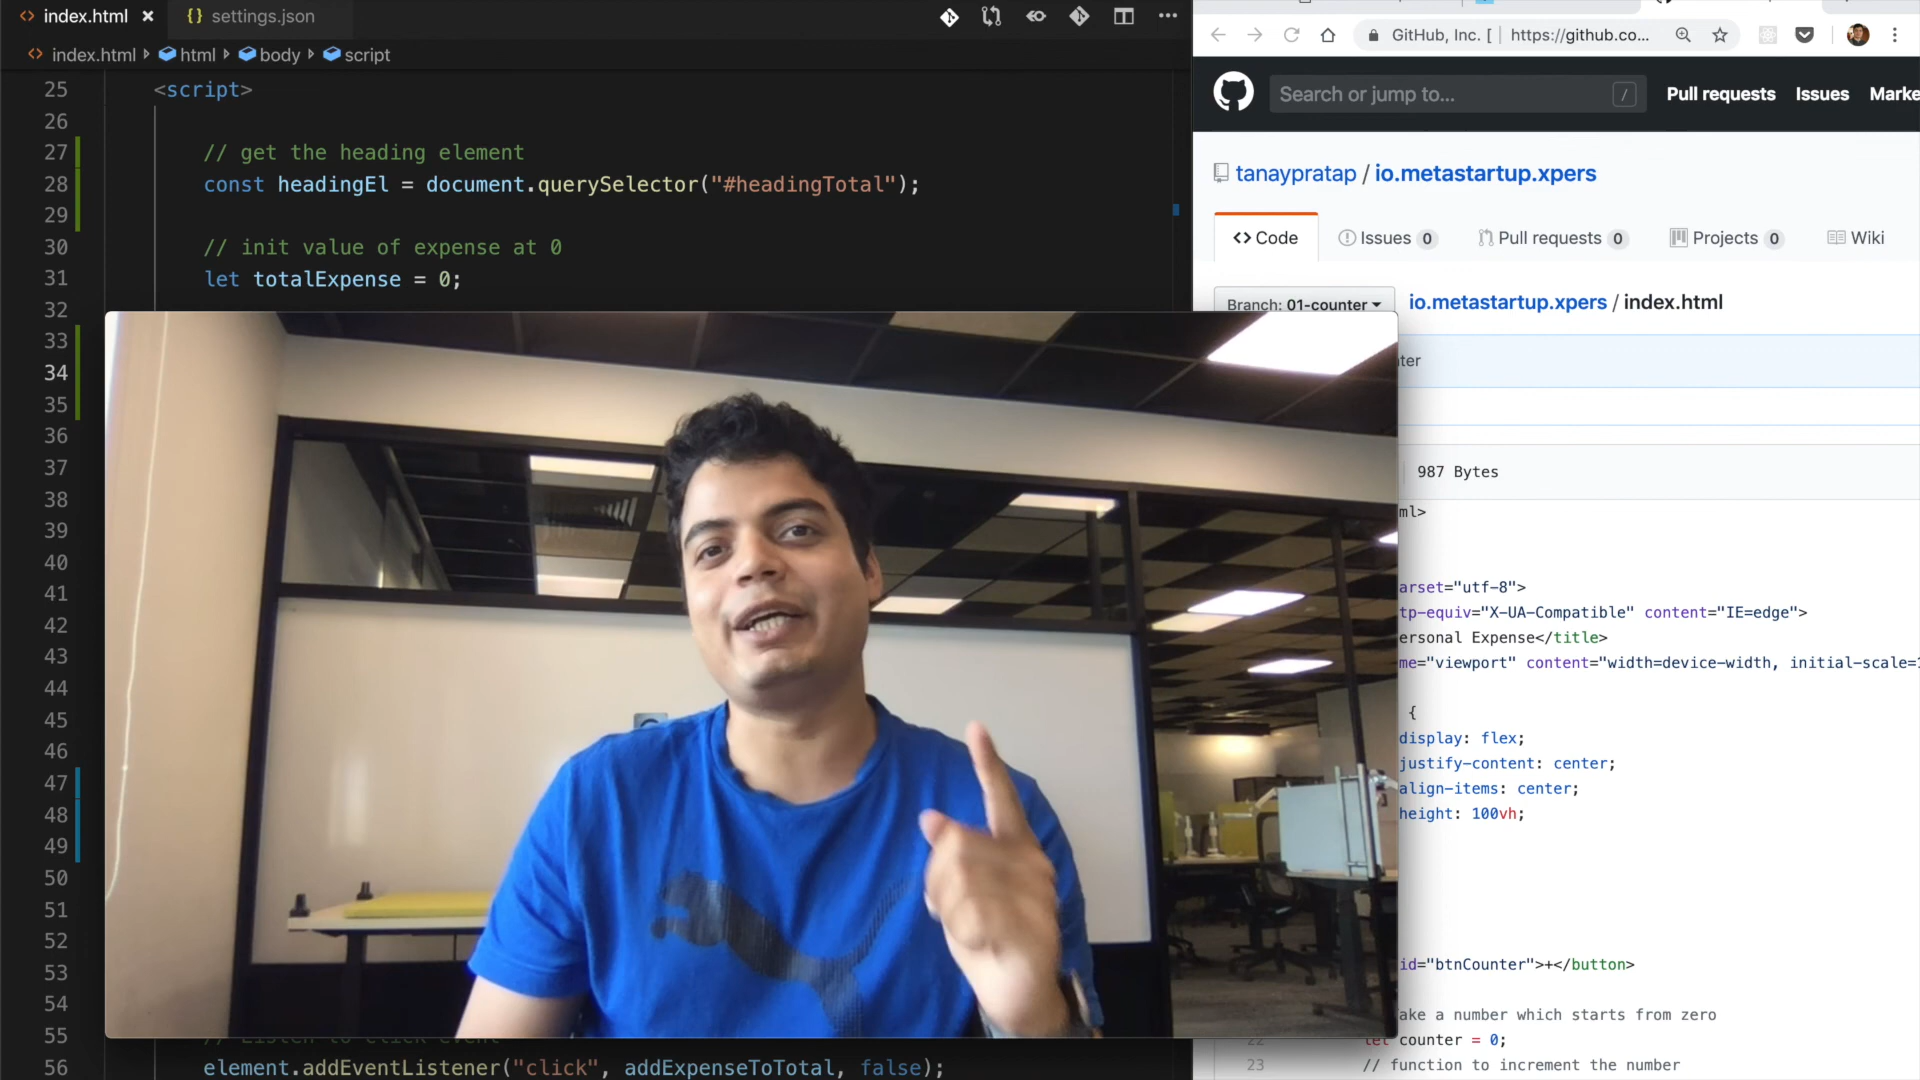 index.html
settings.json
index.html html body script
25 <script>
26
27 // get the heading element
28 const headingEl = document.querySelector("#headingTotal");
29
30 // init value of expense at 0
31 let totalExpense = 0;
32
33
34
35
36
37
38
39
40
41
42
43
44
45
46
47
48
49
50
51
52
53
54
55 // Listen to click event
56 element.addEventListener("click", addExpenseToTotal, false);
GitHub, Inc. [ | https://github.co...
Search or jump to... /
Pull requests Issues Marke
tanaypratap / io.metastartup.xpers
Code Issues 0 Pull requests 0 Projects 0 Wiki
Branch: 01-counter io.metastartup.xpers / index.html
ter
987 Bytes
ml>
arset="utf-8">
tp-equiv="X-UA-Compatible" content="IE=edge">
ersonal Expense</title>
me="viewport" content="width=device-width, initial-scale=1
{
display: flex;
justify-content: center;
align-items: center;
height: 100vh;
id="btnCounter">+</button>
ake a number which starts from zero
22 let counter = 0;
23 // function to increment the number